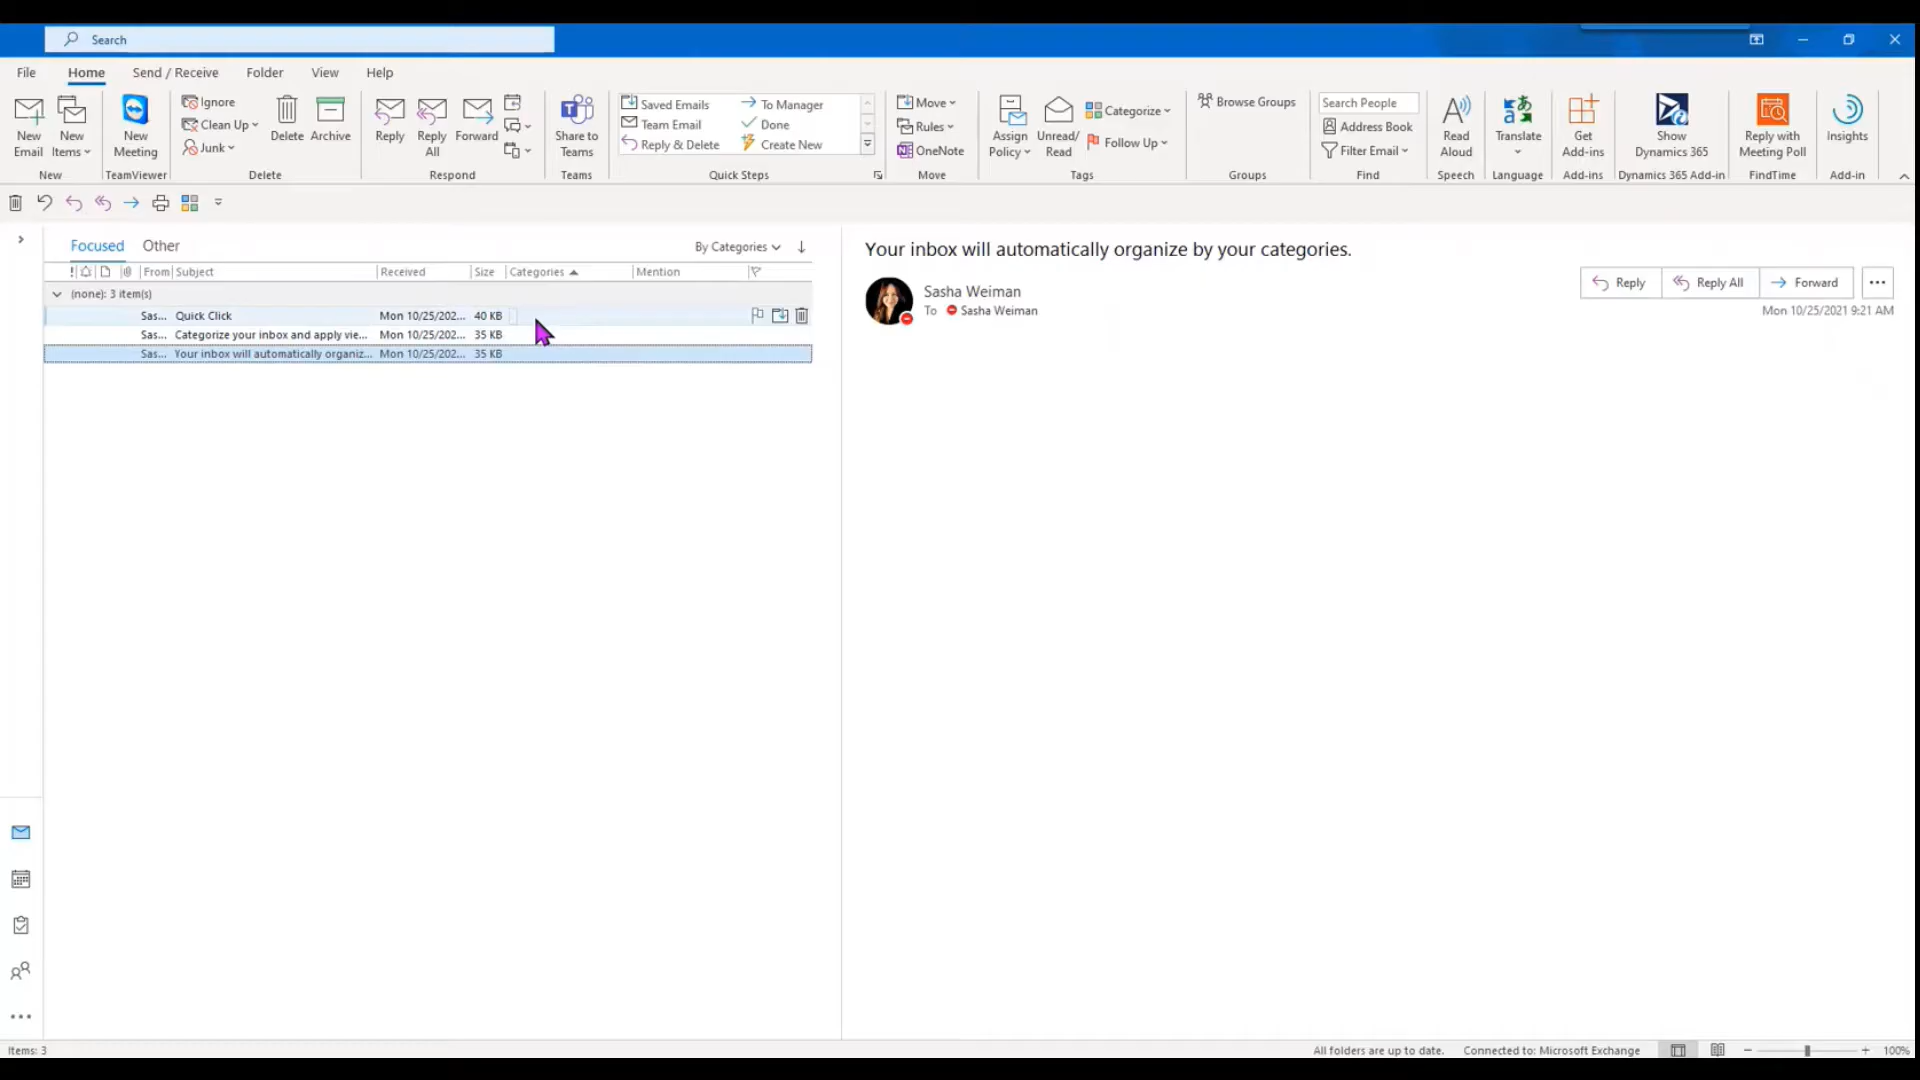 Search
File Home Send / Receive Folder View Help
New Email
New Items
New Meeting
Ignore
Clean Up
Junk
Delete
Archive
Reply
Reply All
Forward
Share to Teams
Saved Emails
Team Email
Reply & Delete
To Manager
Done
Create New
Move
Rules
OneNote
Assign Policy
Unread/ Read
Categorize
Follow Up
Browse Groups
Search People
Address Book
Filter Email
Read Aloud
Translate
Get Add-ins
Show Dynamics 365
Reply with Meeting Poll
Insights
New TeamViewer Delete Respond Teams Quick Steps Move Tags Groups Find Speech Language Add-ins Dynamics 365 Add-in FindTime Add-in
Focused Other By Categories
! From Subject Received Size Categories Mention
(none): 3 item(s)
Sas... Quick Click Mon 10/25/202... 40 KB
Sas... Categorize your inbox and apply vie... Mon 10/25/202... 35 KB
Sas... Your inbox will automatically organiz... Mon 10/25/202... 35 KB
Your inbox will automatically organize by your categories.
Sasha Weiman
To Sasha Weiman
Reply Reply All Forward
Mon 10/25/2021 9:21 AM
Items: 3 All folders are up to date. Connected to: Microsoft Exchange 100%